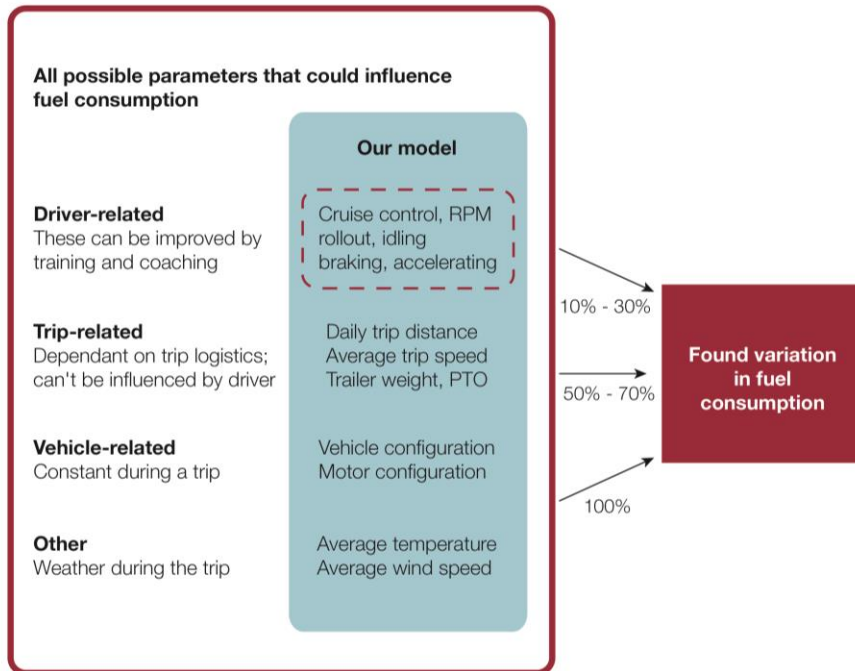 All possible parameters that could influence
fuel consumption
Our model
Driver-related
These can be improved by
training and coaching
Cruise control, RPM
rollout, idling
braking, accelerating
Trip-related
Dependant on trip logistics;
can't be influenced by driver
Daily trip distance
Average trip speed
Trailer weight, PTO
Vehicle-related
Constant during a trip
Vehicle configuration
Motor configuration
Other
Weather during the trip
Average temperature
Average wind speed
10% - 30%
50% - 70%
100%
Found variation
in fuel
consumption